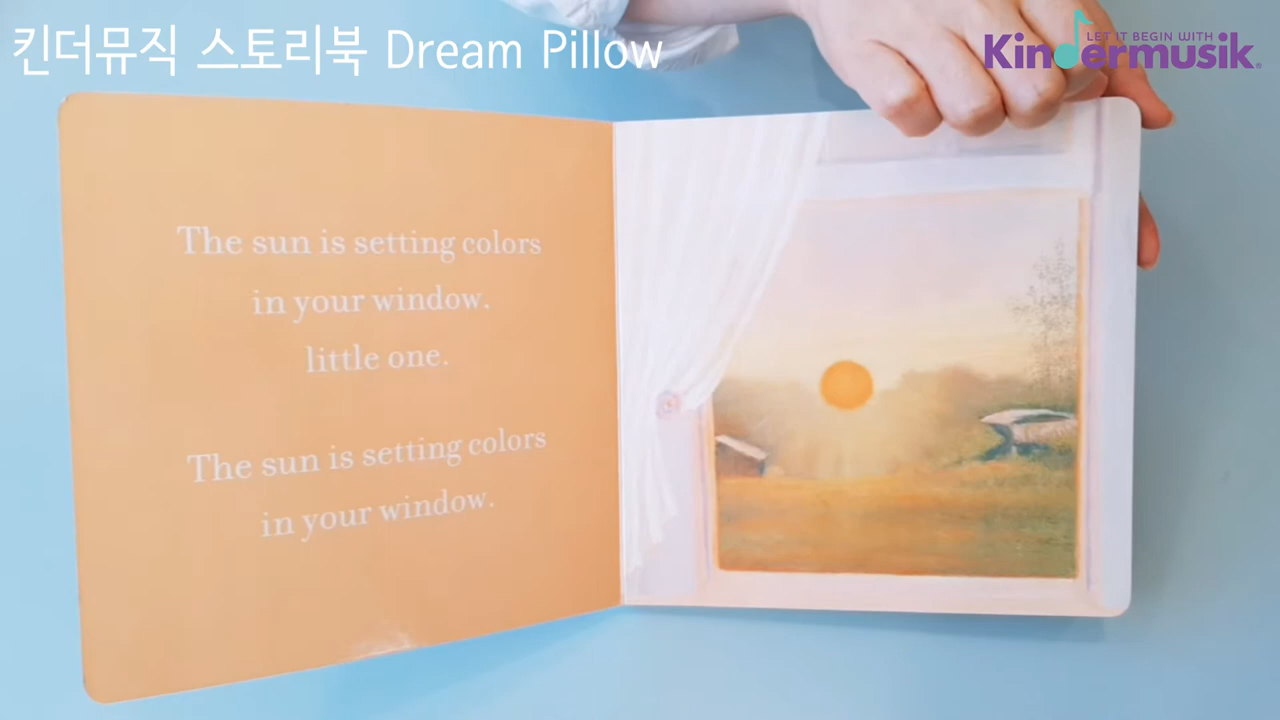 킨더뮤직 스토리북 Dream Pillow
LET IT BEGIN WITH
Kindermusik®
The sun is setting colors
in your window,
little one.
The sun is setting colors
in your window.